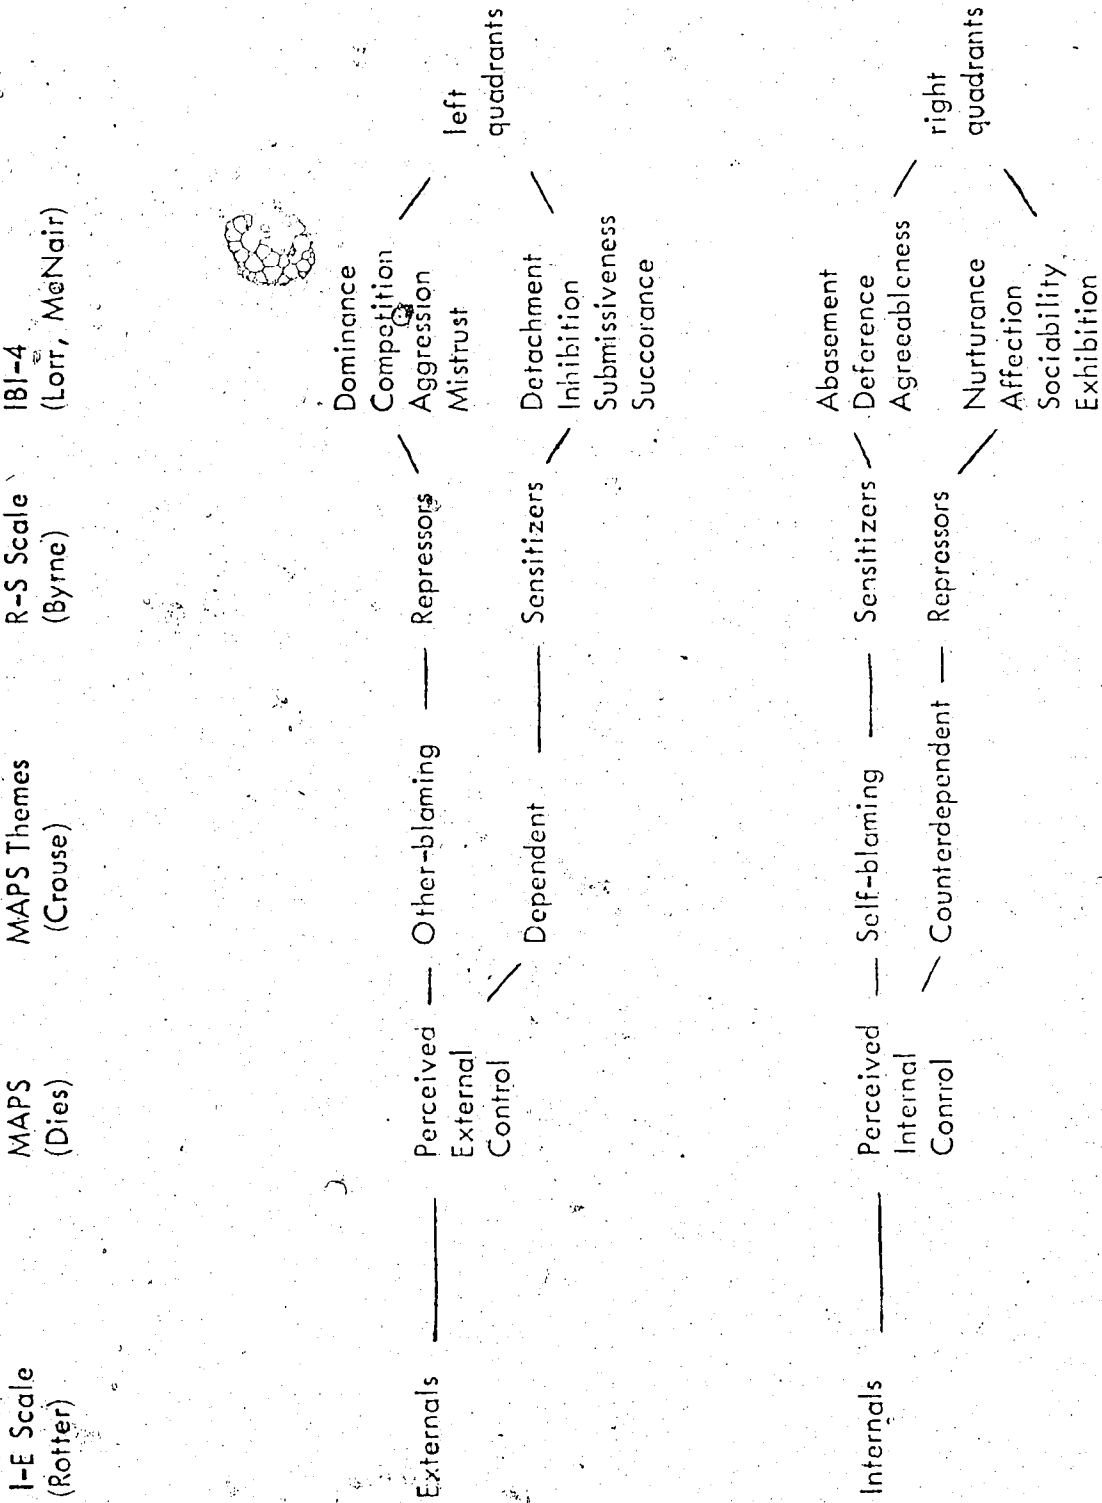 I-E Scale
(Rotter)
MAPS
(Dies)
MAPS Themes
(Crouse)
R-S Scale
(Byrne)
IBI-4
(Lorr, McNair)
Externals
Perceived
External
Control
Other-blaming
Dependent
Repressors
Sensitizers
Dominance
Competition
Aggression
Mistrust
Detachment
Inhibition
Submissiveness
Succorance
left
quadrants
Internals
Perceived
Internal
Control
Self-blaming
Counterdependent
Sensitizers
Repressors
Abasement
Deference
Agreeableness
Nurturance
Affection
Sociability
Exhibition
right
quadrants